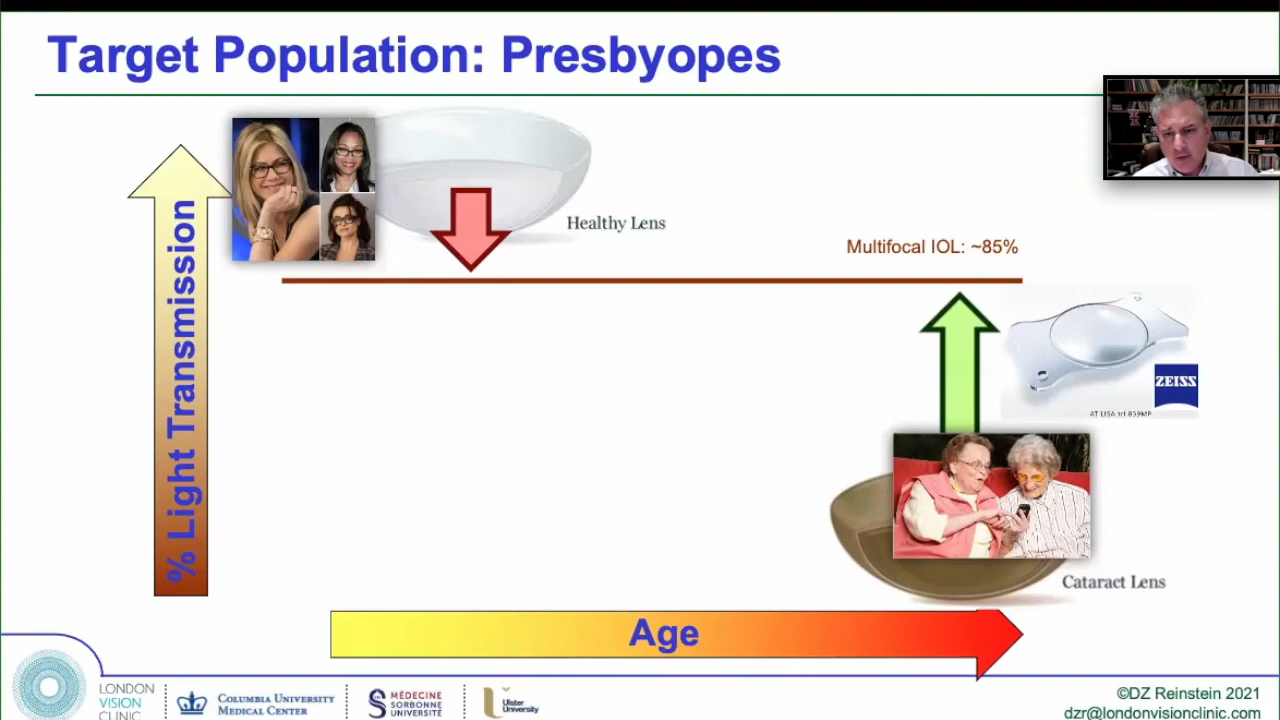 Target Population: Presbyopes
% Light Transmission
Healthy Lens
Multifocal IOL: ~85%
ZEISS
AT LISA tri 839MP
Cataract Lens
Age
LONDON
VISION
CLINIC
COLUMBIA UNIVERSITY
MEDICAL CENTER
MÉDECINE
SORBONNE
UNIVERSITÉ
Ulster
University
©DZ Reinstein 2021
dzr@londonvisionclinic.com